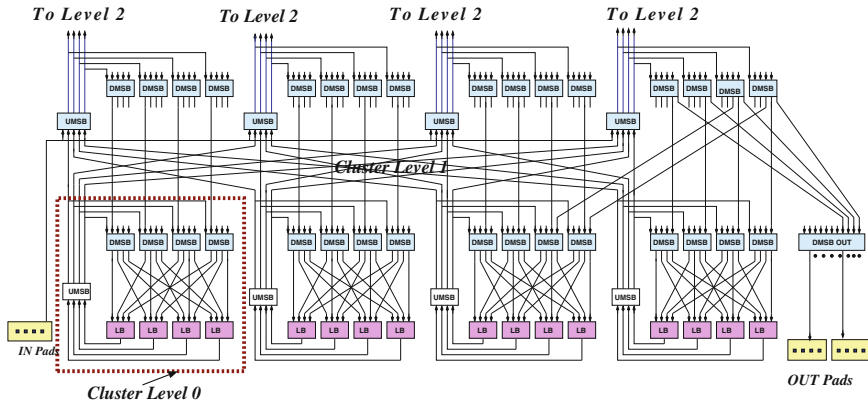 To Level 2 To Level 2 To Level 2 To Level 2
DMSB DMSB DMSB DMSB DMSB DMSB DMSB DMSB DMSB DMSB DMSB DMSB DMSB DMSB DMSB DMSB
UMSB UMSB UMSB UMSB
Cluster Level 1
DMSB DMSB DMSB DMSB DMSB DMSB DMSB DMSB DMSB DMSB DMSB DMSB DMSB DMSB DMSB DMSB DMSB OUT
UMSB UMSB UMSB UMSB
LB LB LB LB LB LB LB LB LB LB LB LB LB LB LB LB
IN Pads
OUT Pads
Cluster Level 0